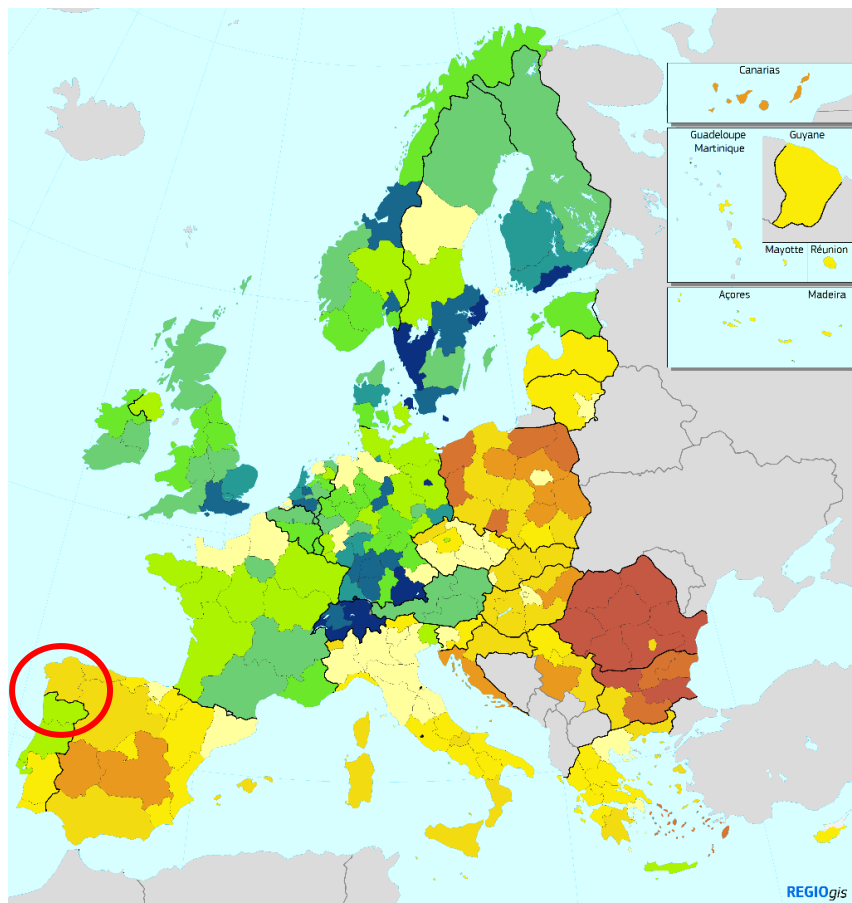 Canarias
Guadeloupe
Martinique
Guyane
Mayotte
Réunion
Açores
Madeira
REGIOgis